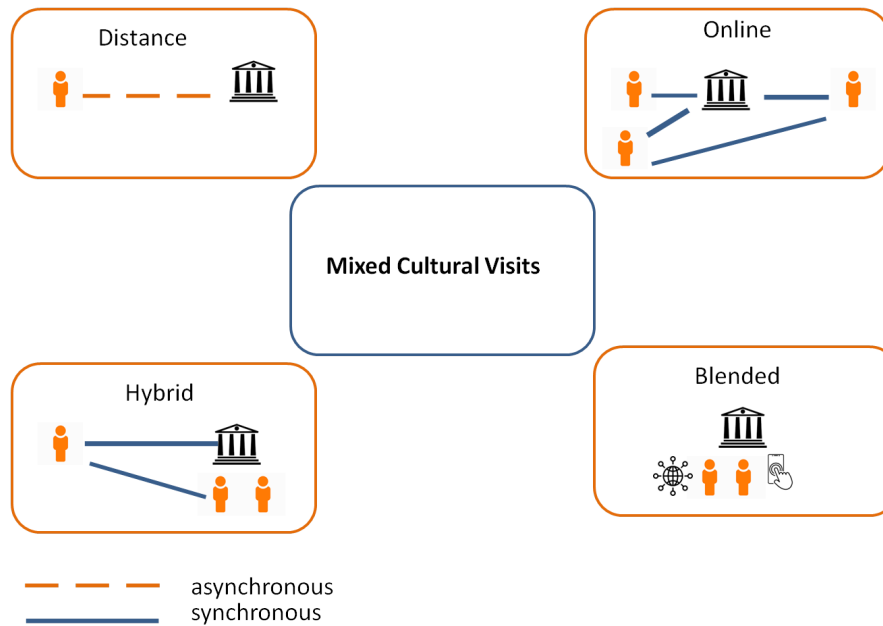 Distance
Online
Mixed Cultural Visits
Hybrid
Blended
asynchronous
synchronous